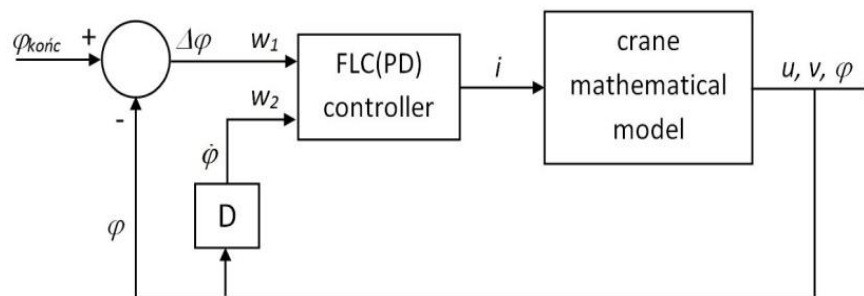 φkońc
+
Δφ
w1
FLC(PD)
controller
i
crane
mathematical
model
u, v, φ
-
w2
φ̇
D
φ